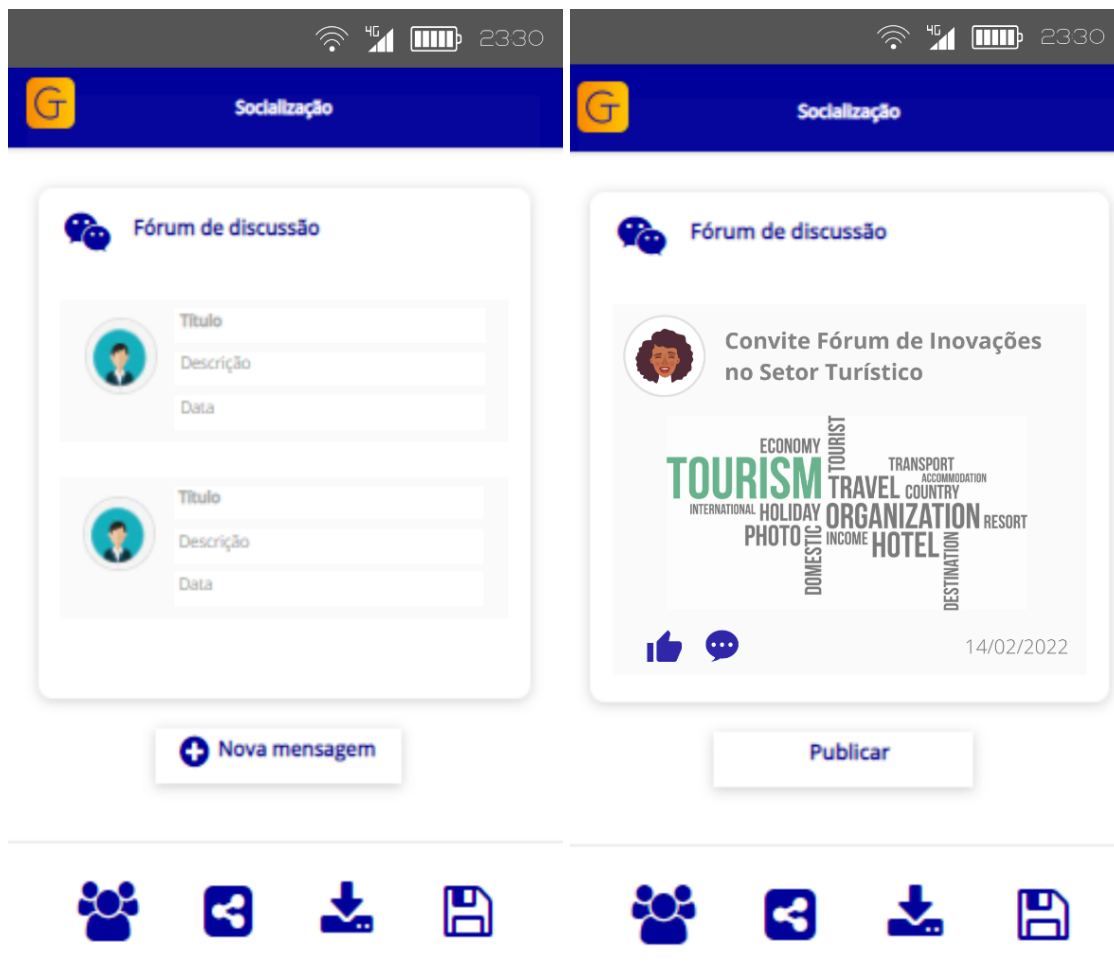 4G 2330
Socialização
Fórum de discussão
Título
Descrição
Data
Título
Descrição
Data
Nova mensagem
4G 2330
Socialização
Fórum de discussão
Convite Fórum de Inovações
no Setor Turístico
ECONOMY
TOURIST
TOURISM
TRANSPORT
ACCOMMODATION
TRAVEL COUNTRY
INTERNATIONAL HOLIDAY ORGANIZATION RESORT
PHOTO DOMESTIC INCOME HOTEL DESTINATION
14/02/2022
Publicar